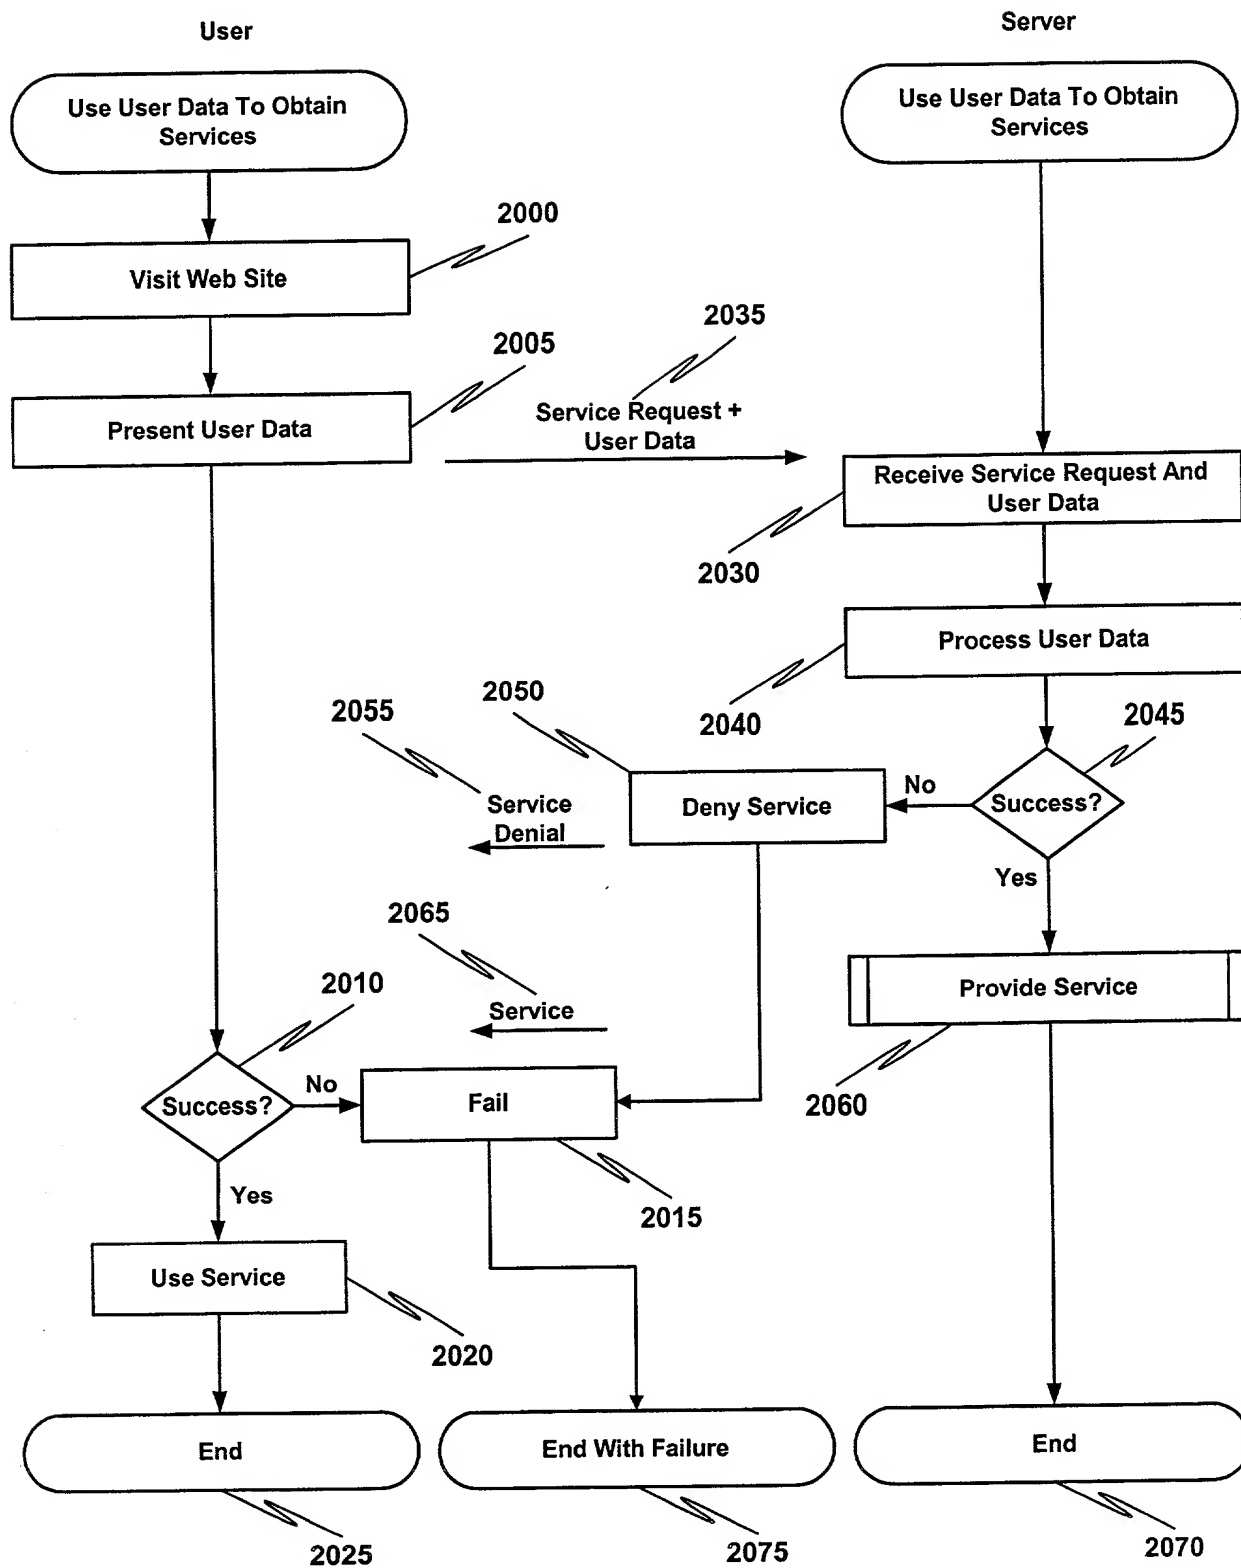 User
Server
Use User Data To Obtain
Services
Use User Data To Obtain
Services
2000
Visit Web Site
2035
2005
Service Request +
User Data
Present User Data
Receive Service Request And
User Data
2030
Process User Data
2050
2055
2040
2045
Service
Denial
Deny Service
No
Success?
Yes
2065
2010
Service
Provide Service
2060
Success?
No
Fail
Yes
2015
Use Service
2020
End
End With Failure
End
2025
2075
2070